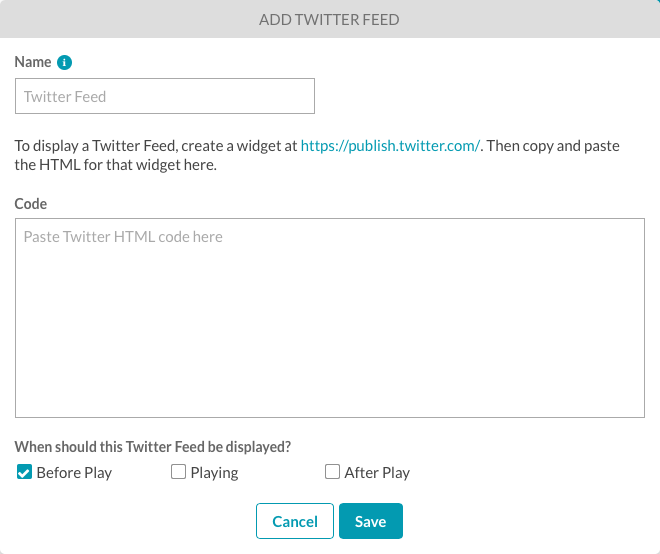 ADD TWITTER FEED
Name i
Twitter Feed
To display a Twitter Feed, create a widget at https://publish.twitter.com/. Then copy and paste
the HTML for that widget here.
Code
Paste Twitter HTML code here
When should this Twitter Feed be displayed?
Before Play Playing After Play
Cancel Save